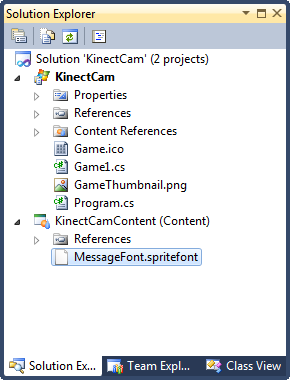 Solution Explorer
Solution 'KinectCam' (2 projects)
KinectCam
Properties
References
Content References
Game.ico
Game1.cs
GameThumbnail.png
Program.cs
KinectCamContent (Content)
References
MessageFont.spritefont
Solution Ex... Team Expl... Class View